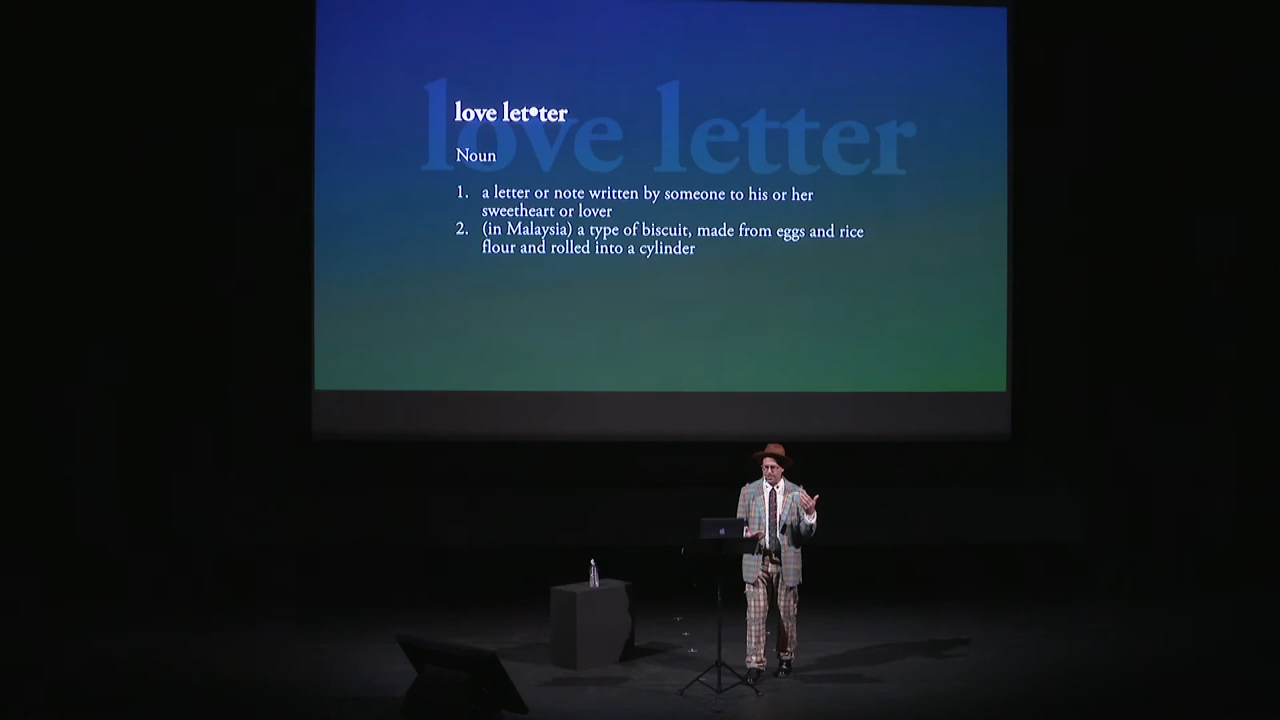 love letter
love let•ter
Noun
1. a letter or note written by someone to his or her
sweetheart or lover
2. (in Malaysia) a type of biscuit, made from eggs and rice
flour and rolled into a cylinder